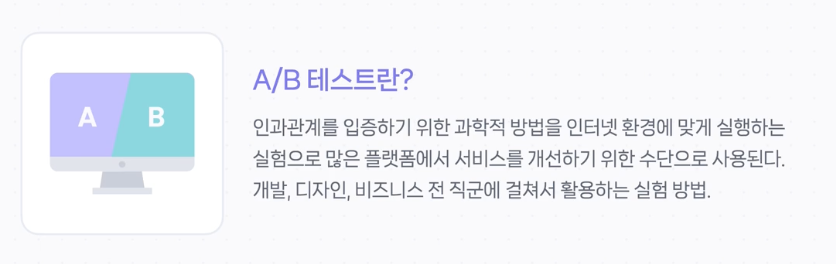 A B
A/B 테스트란?
인과관계를 입증하기 위한 과학적 방법을 인터넷 환경에 맞게 실행하는
실험으로 많은 플랫폼에서 서비스를 개선하기 위한 수단으로 사용된다.
개발, 디자인, 비즈니스 전 직군에 걸쳐서 활용하는 실험 방법.